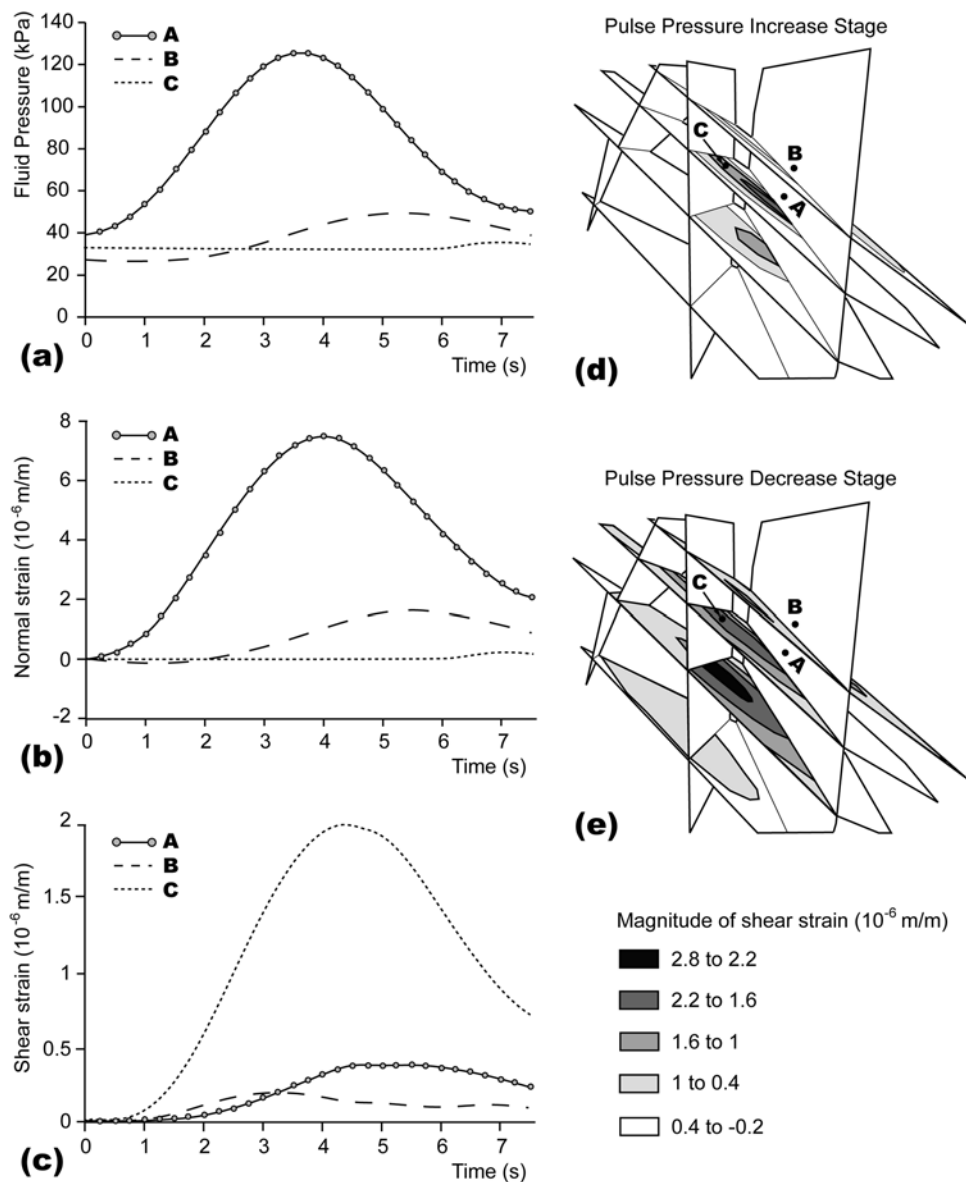 140
120
100
80
60
40
20
0
Fluid Pressure (kPa)
A
B
C
0 1 2 3 4 5 6 7
Time (s)
(a)
8
6
4
2
0
-2
Normal strain (10⁻⁶m/m)
A
B
C
0 1 2 3 4 5 6 7
Time (s)
(b)
2
1.5
1
0.5
0
Shear strain (10⁻⁶m/m)
A
B
C
0 1 2 3 4 5 6 7
Time (s)
(c)
Pulse Pressure Increase Stage
C
B
A
(d)
Pulse Pressure Decrease Stage
C
B
A
(e)
Magnitude of shear strain (10⁻⁶ m/m)
2.8 to 2.2
2.2 to 1.6
1.6 to 1
1 to 0.4
0.4 to -0.2